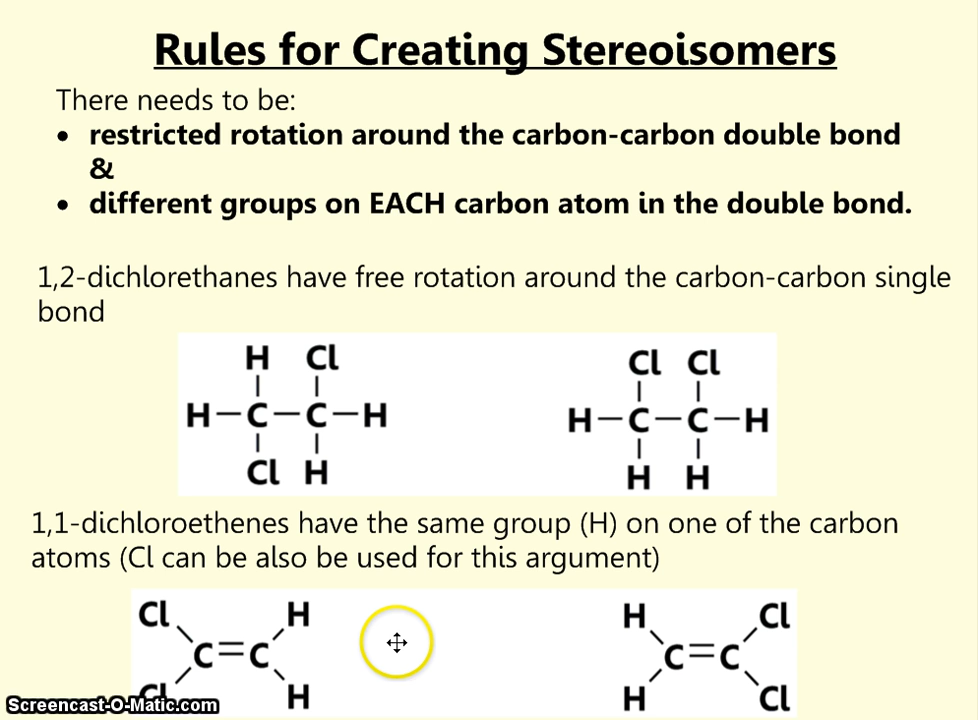 Rules for Creating Stereoisomers
There needs to be:
• restricted rotation around the carbon-carbon double bond
&
• different groups on EACH carbon atom in the double bond.
1,2-dichlorethanes have free rotation around the carbon-carbon single
bond
H Cl
H—C—C—H
Cl H
Cl Cl
H—C—C—H
H H
1,1-dichloroethenes have the same group (H) on one of the carbon
atoms (Cl can be also be used for this argument)
Cl H
C=C
Cl H
H Cl
C=C
H Cl
Screencast-O-Matic.com